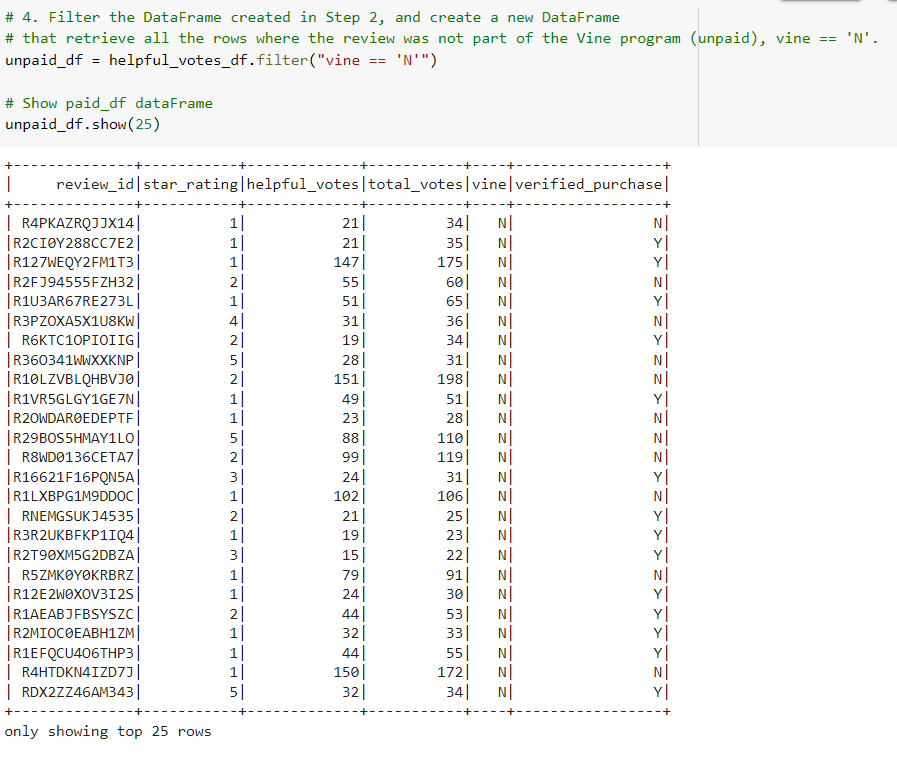 # 4. Filter the DataFrame created in Step 2, and create a new DataFrame
# that retrieve all the rows where the review was not part of the Vine program (unpaid), vine == 'N'.
unpaid_df = helpful_votes_df.filter("vine == 'N'")
# Show paid_df dataFrame
unpaid_df.show(25)
+--------------+-----------+-------------+-----------+----+-----------------+
|     review_id|star_rating|helpful_votes|total_votes|vine|verified_purchase|
+--------------+-----------+-------------+-----------+----+-----------------+
| R4PKAZRQJJX14|          1|           21|         34|   N|                N|
|R2CI0Y288CC7E2|          1|           21|         35|   N|                Y|
|R127WEQY2FM1T3|          1|          147|        175|   N|                Y|
|R2FJ94555FZH32|          2|           55|         60|   N|                N|
|R1U3AR67RE273L|          1|           51|         65|   N|                Y|
|R3PZOXA5X1U8KW|          4|           31|         36|   N|                N|
| R6KTC1OPIOIIG|          2|           19|         34|   N|                Y|
|R36O341WWXXKNP|          5|           28|         31|   N|                N|
|R10LZVBLQHBVJ0|          2|          151|        198|   N|                N|
|R1VR5GLGY1GE7N|          1|           49|         51|   N|                Y|
|R2OWDAR0EDEPTF|          1|           23|         28|   N|                N|
|R29BOS5HMAY1LO|          5|           88|        110|   N|                N|
| R8WD0136CETA7|          2|           99|        119|   N|                N|
|R16621F16PQN5A|          3|           24|         31|   N|                Y|
|R1LXBPG1M9DDOC|          1|          102|        106|   N|                N|
| RNEMGSUKJ4535|          2|           21|         25|   N|                Y|
|R3R2UKBFKP1IQ4|          1|           19|         23|   N|                Y|
|R2T90XM5G2DBZA|          3|           15|         22|   N|                Y|
| R5ZMK0Y0KRBRZ|          1|           79|         91|   N|                N|
|R12E2W0XOV3I2S|          1|           24|         30|   N|                Y|
|R1AEABJFBSYSZC|          2|           44|         53|   N|                Y|
|R2MIOC0EABH1ZM|          1|           32|         33|   N|                Y|
|R1EFQCU4O6THP3|          1|           44|         55|   N|                Y|
| R4HTDKN4IZD7J|          1|          150|        172|   N|                N|
| RDX2ZZ46AM343|          5|           32|         34|   N|                Y|
+--------------+-----------+-------------+-----------+----+-----------------+
only showing top 25 rows